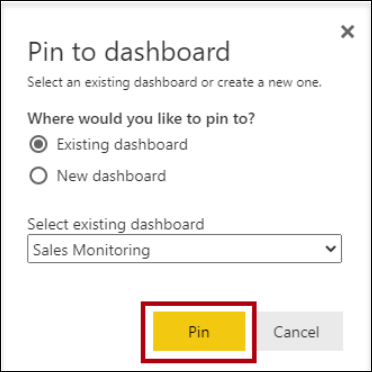 Pin to dashboard
Select an existing dashboard or create a new one.
Where would you like to pin to?
Existing dashboard
New dashboard
Select existing dashboard
Sales Monitoring
Pin Cancel